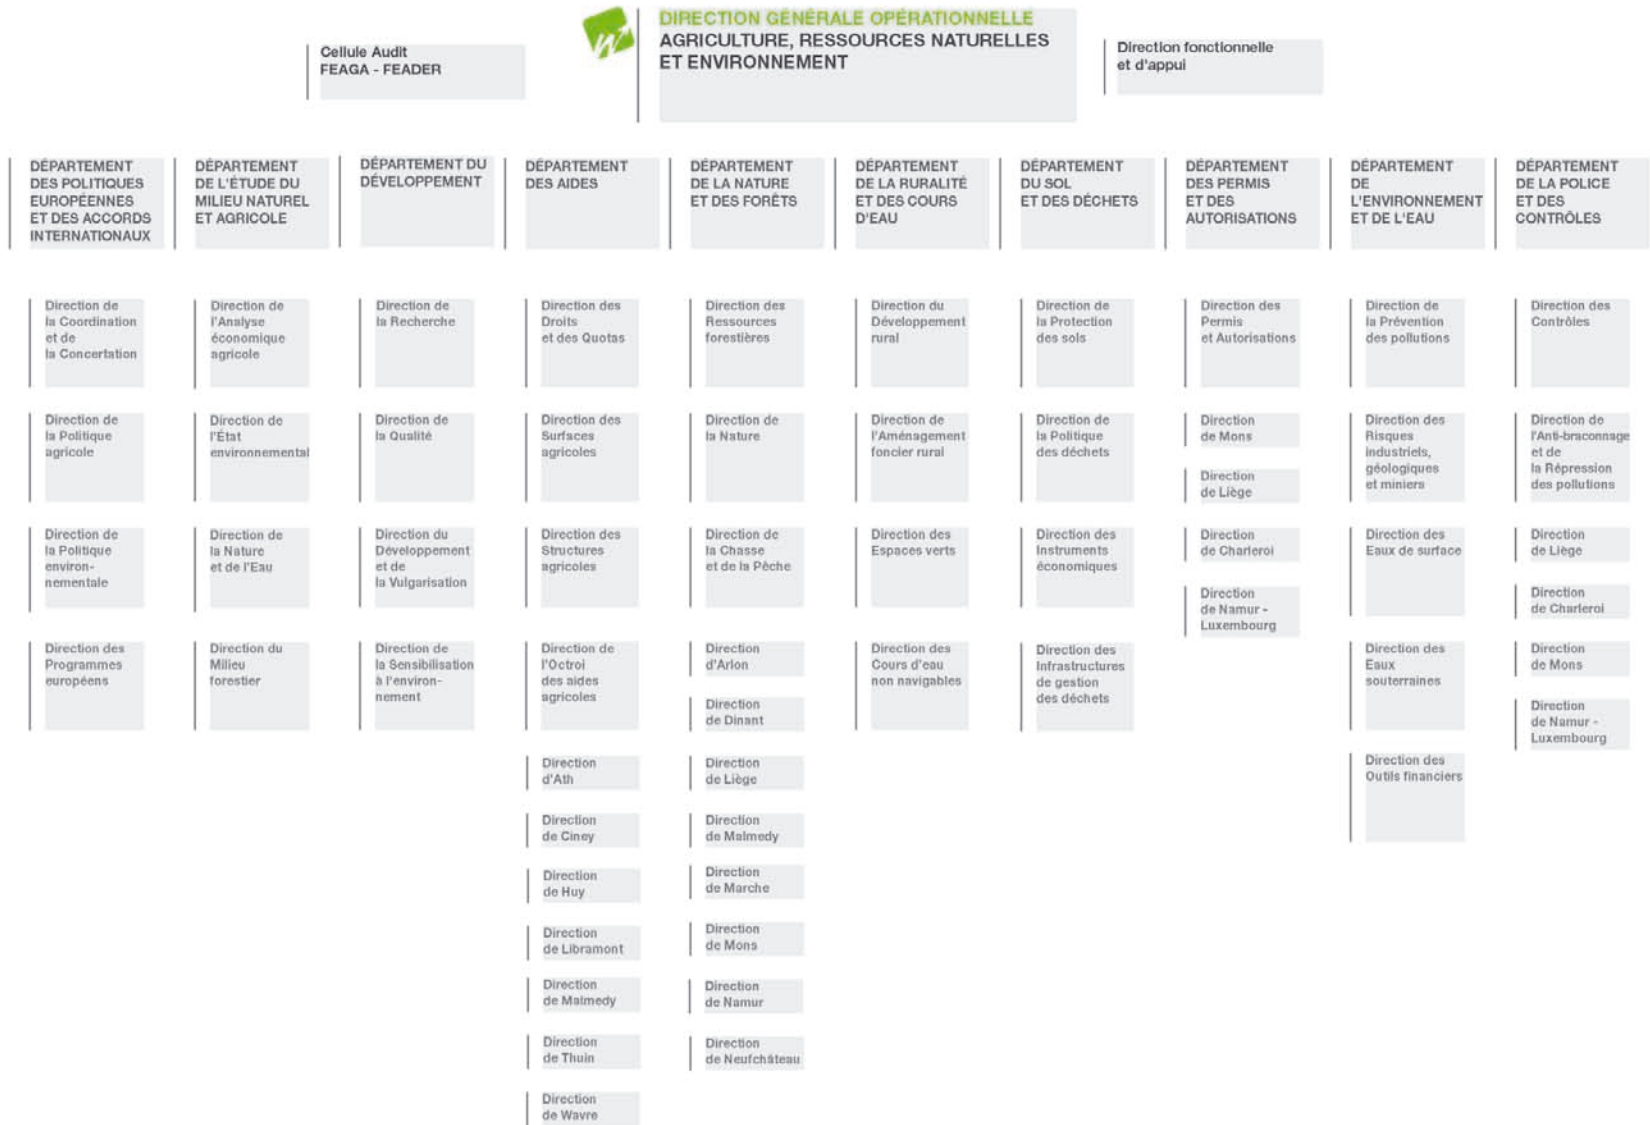 DIRECTION GÉNÉRALE OPÉRATIONNELLE
AGRICULTURE, RESSOURCES NATURELLES
ET ENVIRONNEMENT
Cellule Audit
FEAGA - FEADER
Direction fonctionnelle
et d'appui
DÉPARTEMENT
DES POLITIQUES
EUROPÉENNES
ET DES ACCORDS
INTERNATIONAUX
Direction de
la Coordination
et de
la Concertation
Direction de
la Politique
agricole
Direction de
la Politique
environ-
nementale
Direction des
Programmes
européens
DÉPARTEMENT
DE L'ÉTUDE DU
MILIEU NATUREL
ET AGRICOLE
Direction de
l'Analyse
économique
agricole
Direction de
l'État
environnemental
Direction de
la Nature
et de l'Eau
Direction du
Milieu
forestier
DÉPARTEMENT DU
DÉVELOPPEMENT
Direction de
la Recherche
Direction de
la Qualité
Direction du
Développement
et de
la Vulgarisation
Direction de
la Sensibilisation
à l'environ-
nement
DÉPARTEMENT
DES AIDES
Direction des
Droits
et des Quotas
Direction des
Surfaces
agricoles
Direction des
Structures
agricoles
Direction de
l'Octroi
des aides
agricoles
Direction
d'Ath
Direction
de Ciney
Direction
de Huy
Direction
de Libramont
Direction
de Malmedy
Direction
de Thuin
Direction
de Wavre
DÉPARTEMENT
DE LA NATURE
ET DES FORÊTS
Direction des
Ressources
forestières
Direction de
la Nature
Direction de
la Chasse
et de la Pêche
Direction
d'Arlon
Direction
de Dinant
Direction
de Liège
Direction
de Malmedy
Direction
de Marche
Direction
de Mons
Direction
de Namur
Direction
de Neufchâteau
DÉPARTEMENT
DE LA RURALITÉ
ET DES COURS
D'EAU
Direction du
Développement
rural
Direction de
l'Aménagement
foncier rural
Direction des
Espaces verts
Direction des
Cours d'eau
non navigables
DÉPARTEMENT
DU SOL
ET DES DÉCHETS
Direction de
la Protection
des sols
Direction de
la Politique
des déchets
Direction des
Instruments
économiques
Direction des
Infrastructures
de gestion
des déchets
DÉPARTEMENT
DES PERMIS
ET DES
AUTORISATIONS
Direction des
Permis
et Autorisations
Direction
de Mons
Direction
de Liège
Direction
de Charleroi
Direction
de Namur -
Luxembourg
DÉPARTEMENT
DE
L'ENVIRONNEMENT
ET DE L'EAU
Direction de
la Prévention
des pollutions
Direction des
Risques
industriels,
géologiques
et miniers
Direction des
Eaux de surface
Direction des
Eaux
souterraines
Direction des
Outils financiers
DÉPARTEMENT
DE LA POLICE
ET DES
CONTRÔLES
Direction des
Contrôles
Direction de
l'Anti-braconnage
et de
la Répression
des pollutions
Direction
de Liège
Direction
de Charleroi
Direction
de Mons
Direction
de Namur -
Luxembourg